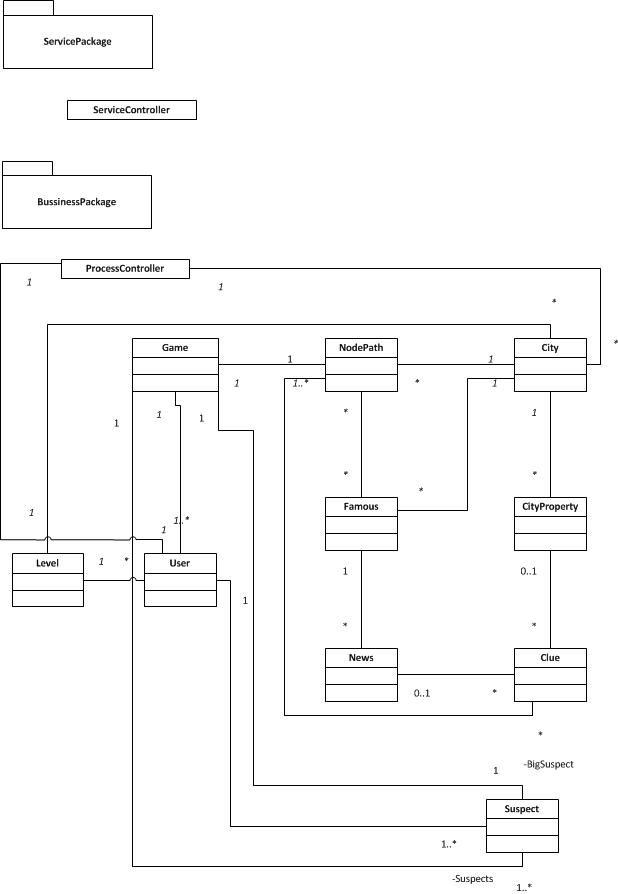 ServicePackage
ServiceController
BussinessPackage
ProcessController
1
1
*
*
Game
NodePath
City
1
1
1
1..*
*
1
1
1
1
*
1
*
*
*
Famous
CityProperty
1
1..*
1
Level
User
1
*
1
0..1
1
*
*
News
Clue
0..1
*
*
-BigSuspect
1
Suspect
1..*
-Suspects
1..*